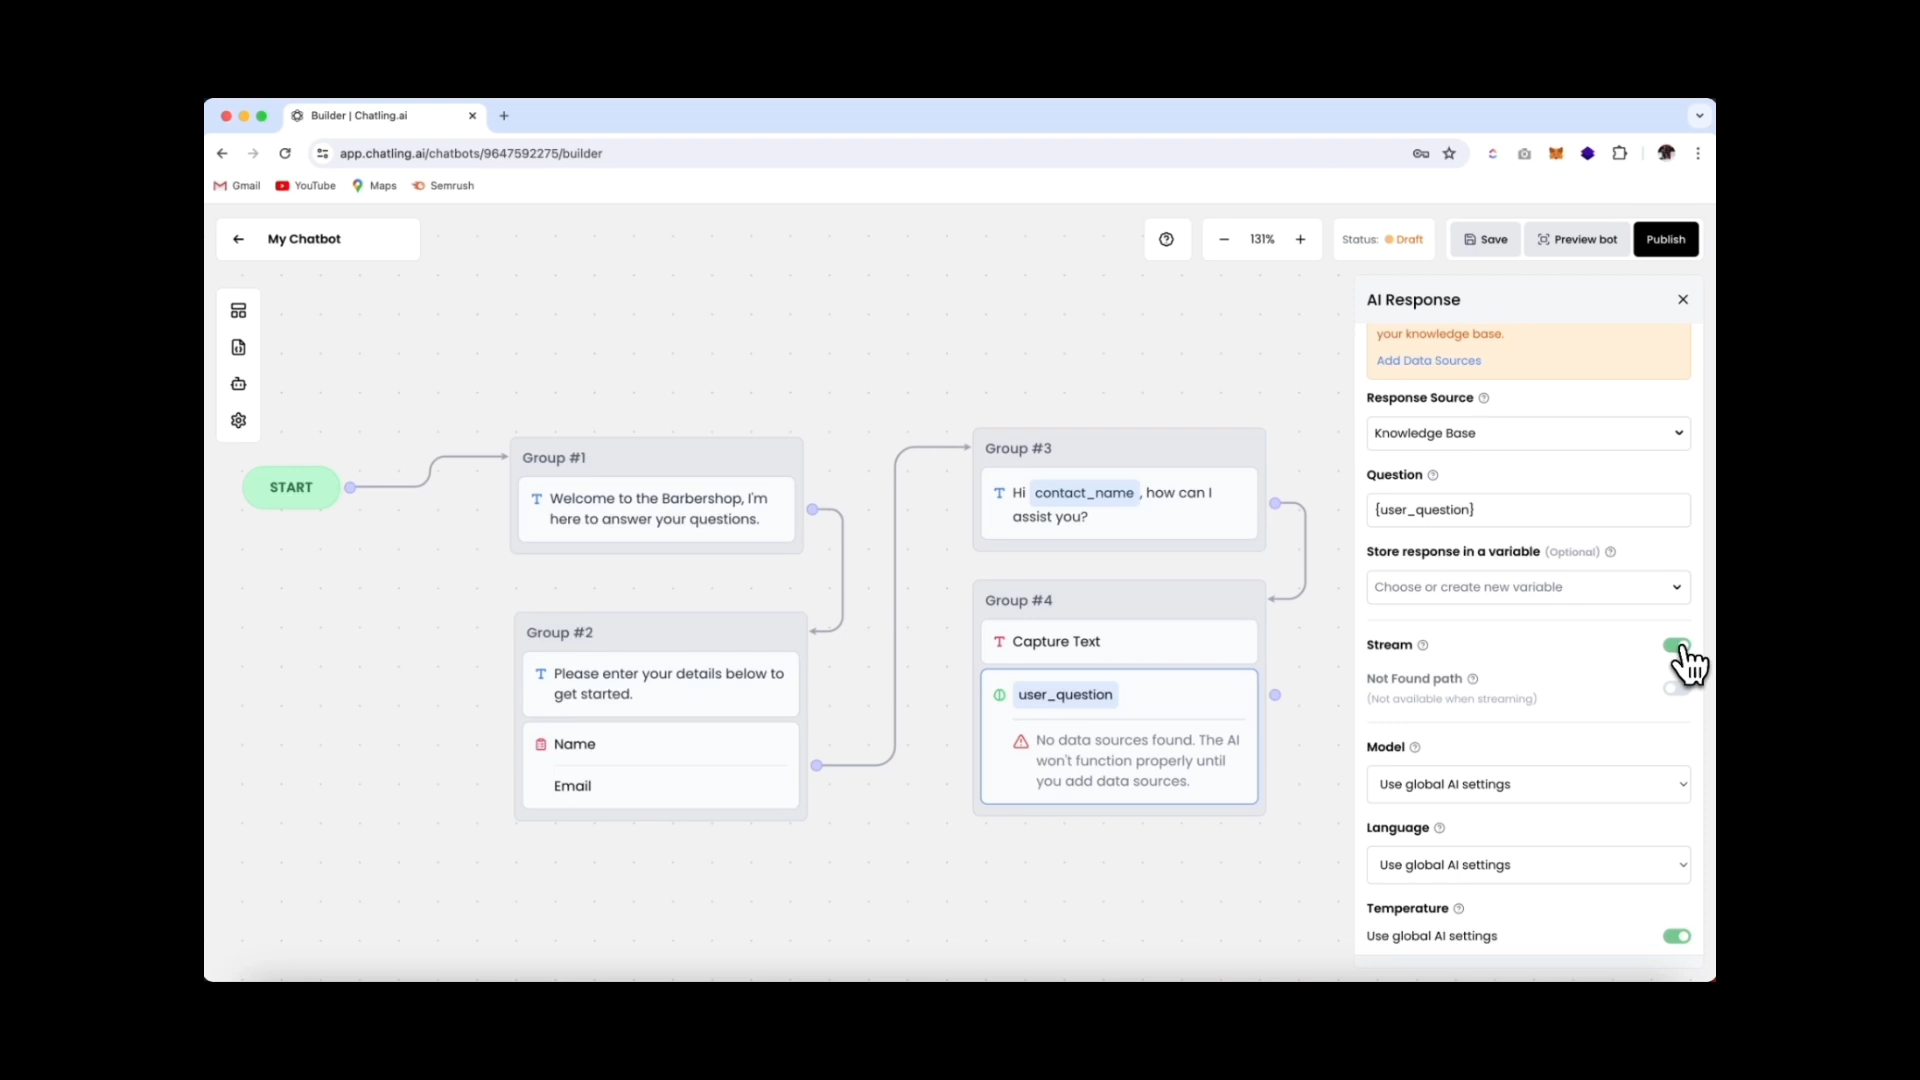 Builder | Chatling.ai
app.chatling.ai/chatbots/9647592275/builder
Gmail
YouTube
Maps
Semrush
My Chatbot
131%
Status: Draft
Save
Preview bot
Publish
START
Group #1
Welcome to the Barbershop, I'm
here to answer your questions.
Group #2
Please enter your details below to
get started.
Name
Email
Group #3
Hi contact_name , how can I
assist you?
Group #4
Capture Text
user_question
No data sources found. The AI
won't function properly until
you add data sources.
AI Response
your knowledge base.
Add Data Sources
Response Source
Knowledge Base
Question
{user_question}
Store response in a variable (Optional)
Choose or create new variable
Stream
Not Found path
(Not available when streaming)
Model
Use global AI settings
Language
Use global AI settings
Temperature
Use global AI settings